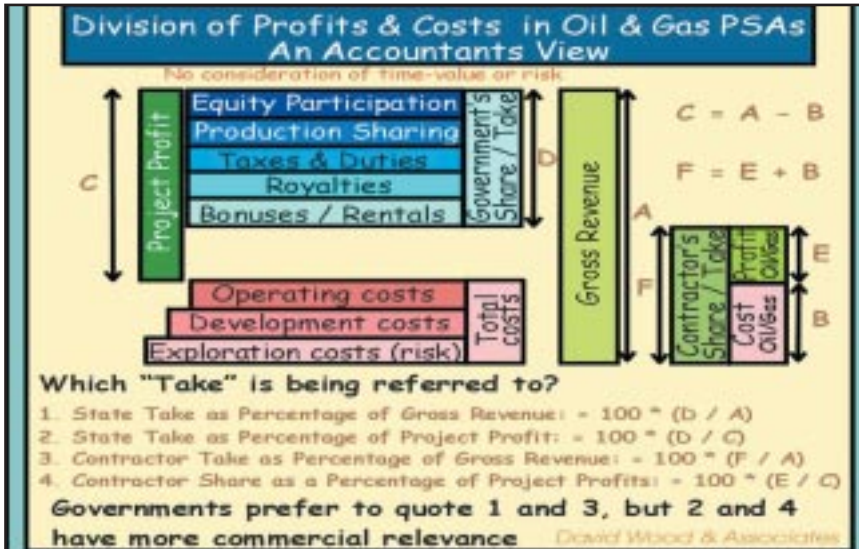 Division of Profits & Costs in Oil & Gas PSAs
An Accountants View
No consideration of time-value or risk
C
Project Profit
Equity Participation
Production Sharing
Taxes & Duties
Royalties
Bonuses / Rentals
Government's
Share / Take
D
Operating costs
Development costs
Exploration costs (risk)
Total
costs
Gross Revenue
A
F
C = A - B
F = E + B
Contractor's
Share / Take
Profit
Oil/Gas
Cost
Oil/Gas
E
B
Which "Take" is being referred to?
1. State Take as Percentage of Gross Revenue: = 100 * (D / A)
2. State Take as Percentage of Project Profit: = 100 * (D / C)
3. Contractor Take as Percentage of Gross Revenue: = 100 * (F / A)
4. Contractor Share as a Percentage of Project Profits: = 100 * (E / C)
Governments prefer to quote 1 and 3, but 2 and 4
have more commercial relevance
David Wood & Associates